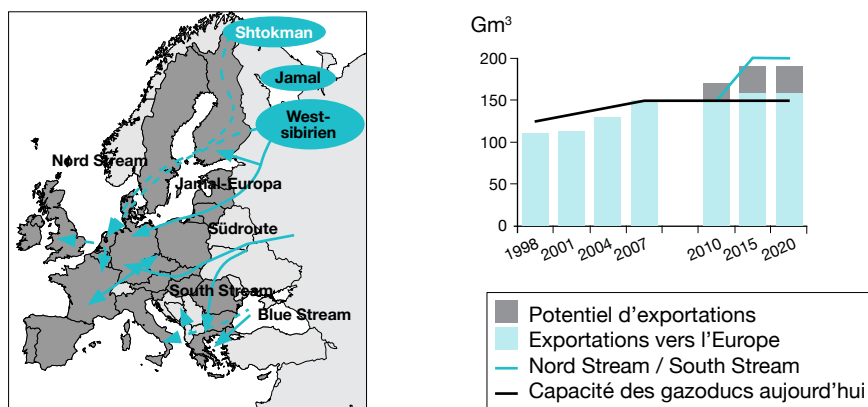 Shtokman
Jamal
West-
sibirien
Nord Stream
Jamal-Europa
Südroute
South Stream
Blue Stream
Gm³
200
150
100
50
0
1998
2001
2004
2007
2010
2015
2020
Potentiel d'exportations
Exportations vers l'Europe
Nord Stream / South Stream
Capacité des gazoducs aujourd'hui